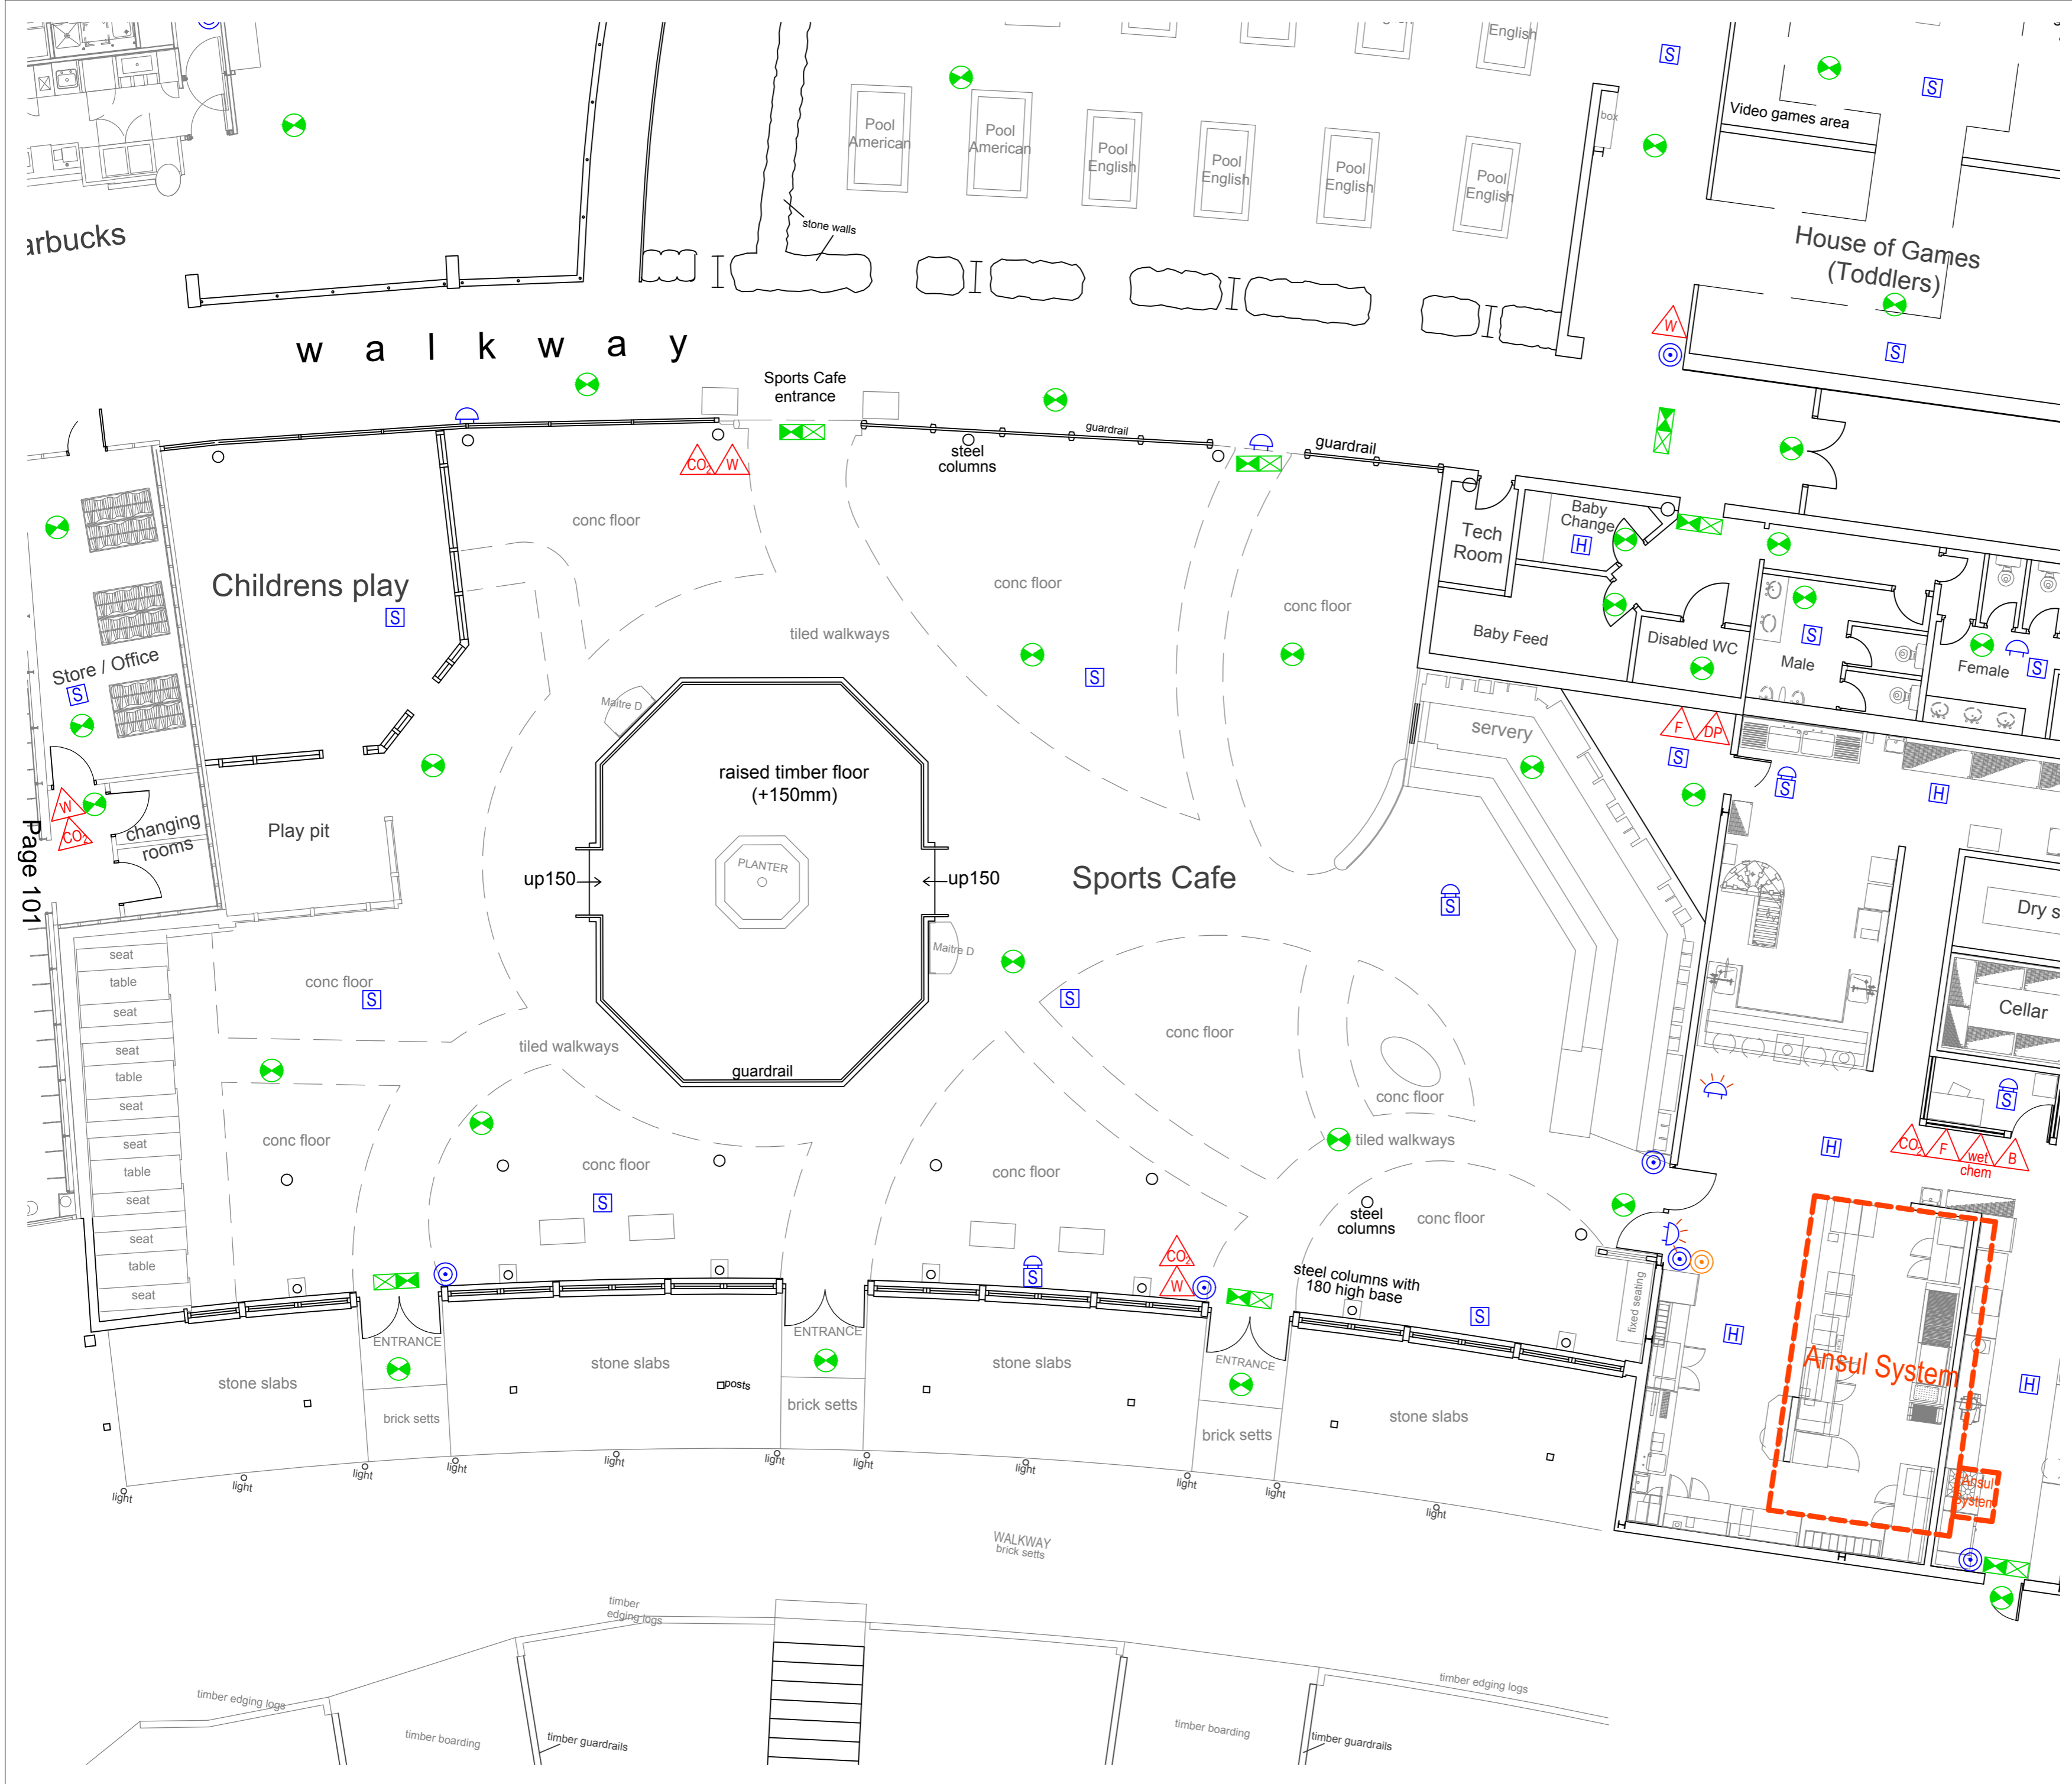 English
S
S
Video games area
box
Pool
American
Pool
American
Pool
English
Pool
English
Pool
English
Pool
English
stone walls
arbucks
House of Games
(Toddlers)
W
S
walkway
Sports Cafe
entrance
guardrail
guardrail
steel
columns
CO2
W
conc floor
Childrens play
S
Store / Office
S
conc floor
conc floor
tiled walkways
Tech
Room
Baby
Change
H
Baby Feed
Disabled WC
S
Male
Female
S
S
Maitre D
servery
F
DP
S
S
H
raised timber floor
(+150mm)
W
CO2
changing
rooms
Play pit
Page 101
PLANTER
up150
up150
Sports Cafe
S
Dry s
Maitre D
seat
table
seat
seat
table
seat
seat
table
seat
seat
table
seat
conc floor
S
S
conc floor
Cellar
tiled walkways
guardrail
conc floor
S
conc floor
conc floor
conc floor
tiled walkways
H
CO2
F
wet
chem
B
S
steel
columns
conc floor
CO2
W
S
steel columns with
180 high base
S
fixed seating
H
Ansul System
H
Ansul
System
ENTRANCE
ENTRANCE
ENTRANCE
stone slabs
stone slabs
stone slabs
stone slabs
posts
brick setts
brick setts
brick setts
light
light
light
light
light
light
light
light
light
light
light
WALKWAY
brick setts
timber
edging logs
timber edging logs
timber edging logs
timber boarding
timber guardrails
timber boarding
timber guardrails